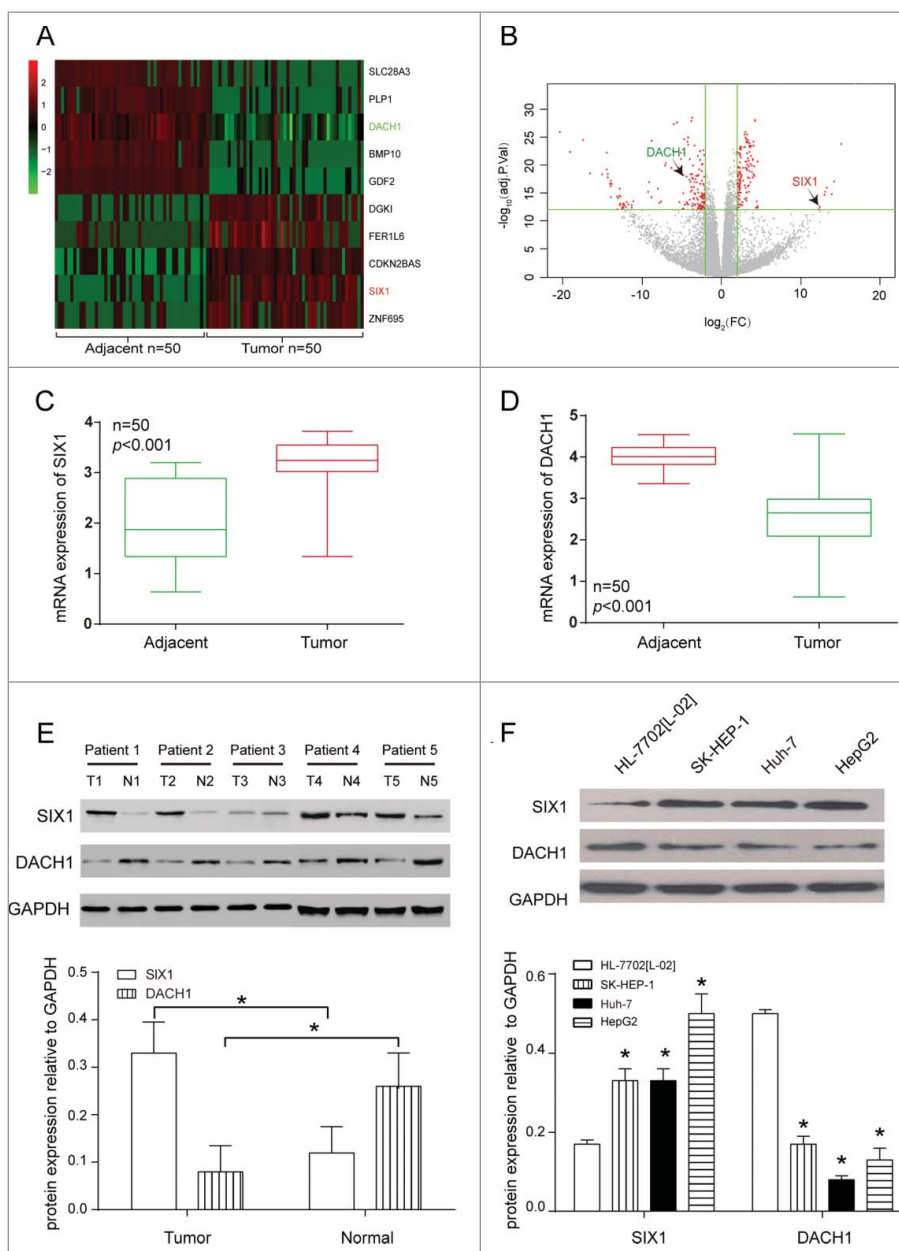 A
2
1
0
−1
−2
SLC28A3
PLP1
DACH1
BMP10
GDF2
DGKI
FER1L6
CDKN2BAS
SIX1
ZNF695
Adjacent n=50 Tumor n=50
B
-log10(adj.P.Val)
30
25
20
15
10
5
0
DACH1
SIX1
-20 -10 0 10 20
log2(FC)
C
mRNA expression of SIX1
4
3
2
1
0
n=50
p<0.001
Adjacent Tumor
D
mRNA expression of DACH1
5
4
3
2
1
0
n=50
p<0.001
Adjacent Tumor
E
Patient 1 Patient 2 Patient 3 Patient 4 Patient 5
T1 N1 T2 N2 T3 N3 T4 N4 T5 N5
SIX1
DACH1
GAPDH
protein expression relative to GAPDH
0.5
0.4
0.3
0.2
0.1
0.0
SIX1
DACH1
*
*
Tumor Normal
F
HL-7702[L-02] SK-HEP-1 Huh-7 HepG2
SIX1
DACH1
GAPDH
protein expression relative to GAPDH
0.6
0.4
0.2
0.0
HL-7702[L-02]
SK-HEP-1
Huh-7
HepG2
* * * * * *
SIX1 DACH1